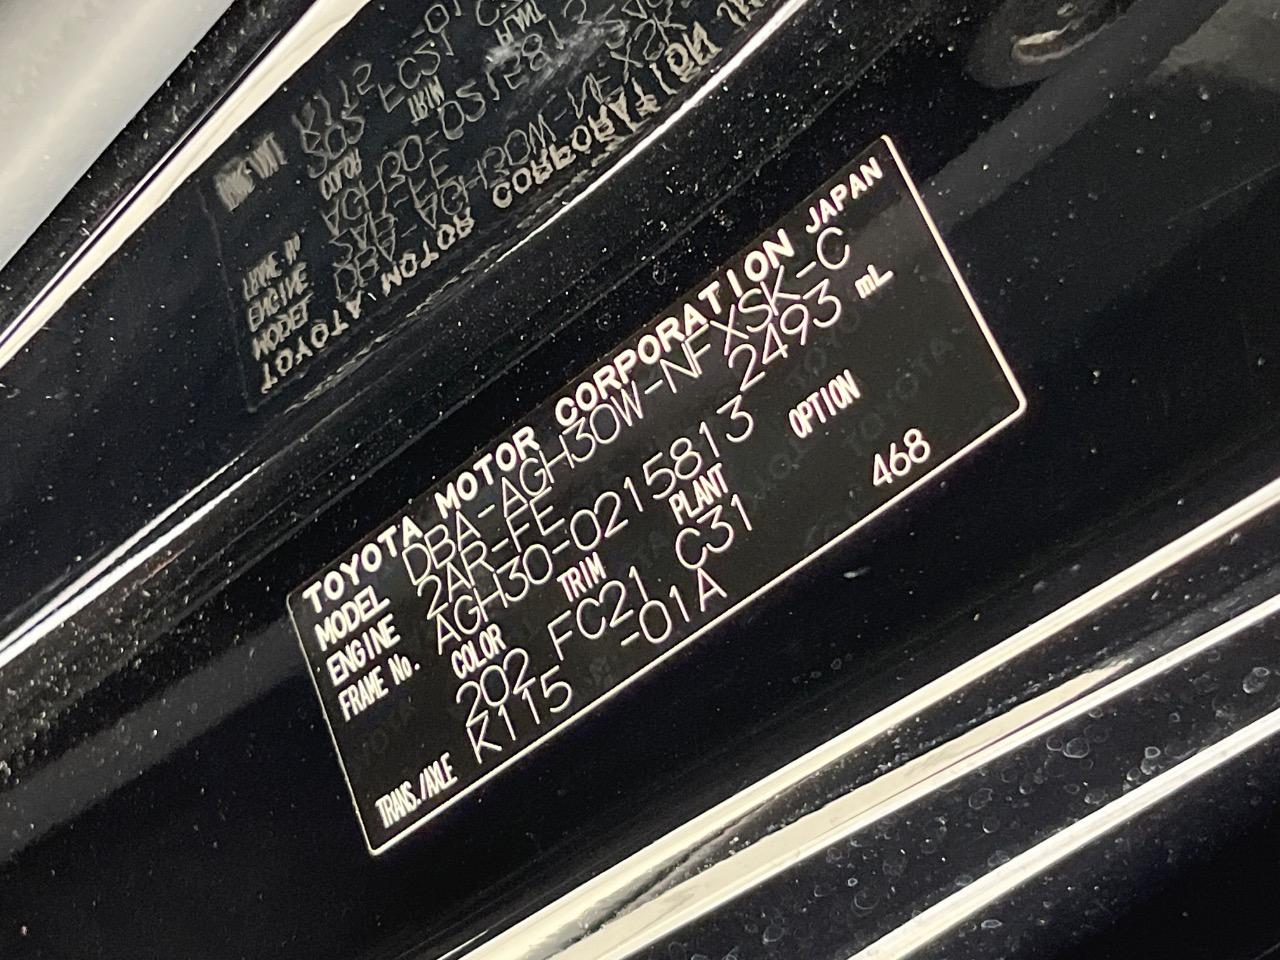 TOYOTA MOTOR CORPORATION JAPAN
MODEL DBA-AGH30W-NFXSK-C
ENGINE 2AR-FE 2493 mL
FRAME No. AGH30-0215813
COLOR TRIM PLANT OPTION
202 FC21 C31 468
TRANS./AXLE K115 -01A